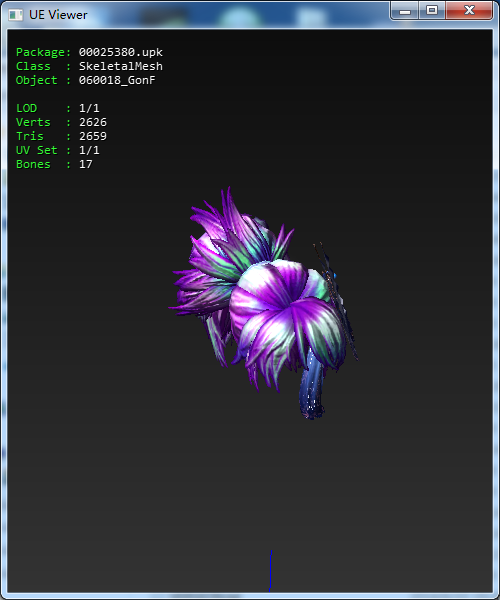 UE Viewer
Package: 00025380.upk
Class : SkeletalMesh
Object : 060018_GonF
LOD : 1/1
Verts : 2626
Tris : 2659
UV Set : 1/1
Bones : 17